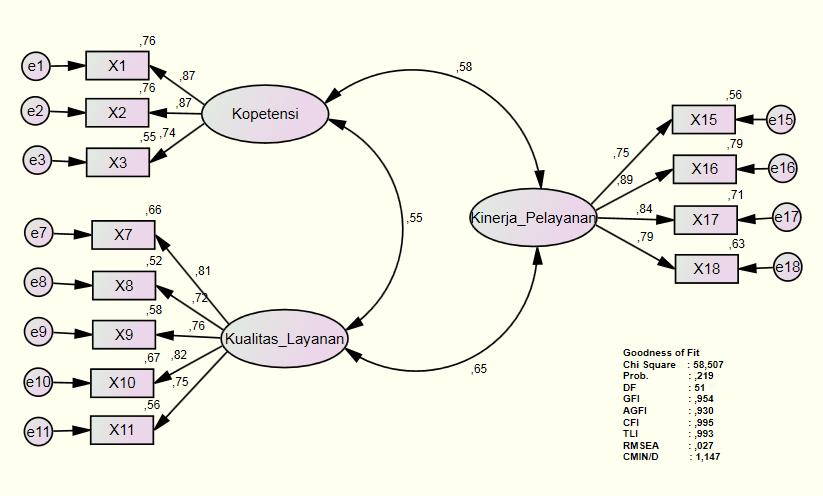 ,76
e1 X1
,87
,76
e2 X2
,87
,55
e3 X3
,74
Kopetensi
,58
,55
,66
e7 X7
,81
,52
e8 X8
,72
,58
e9 X9
,76
,67
e10 X10
,82
,56
e11 X11
,75
Kualitas_Layanan
,65
Kinerja_Pelayanan
,56
X15 e15
,75
,79
X16 e16
,89
,71
X17 e17
,84
,63
X18 e18
,79
Goodness of Fit
Chi Square : 58,507
Prob. : ,219
DF : 51
GFI : ,954
AGFI : ,930
CFI : ,995
TLI : ,993
RMSEA : ,027
CMIN/D : 1,147